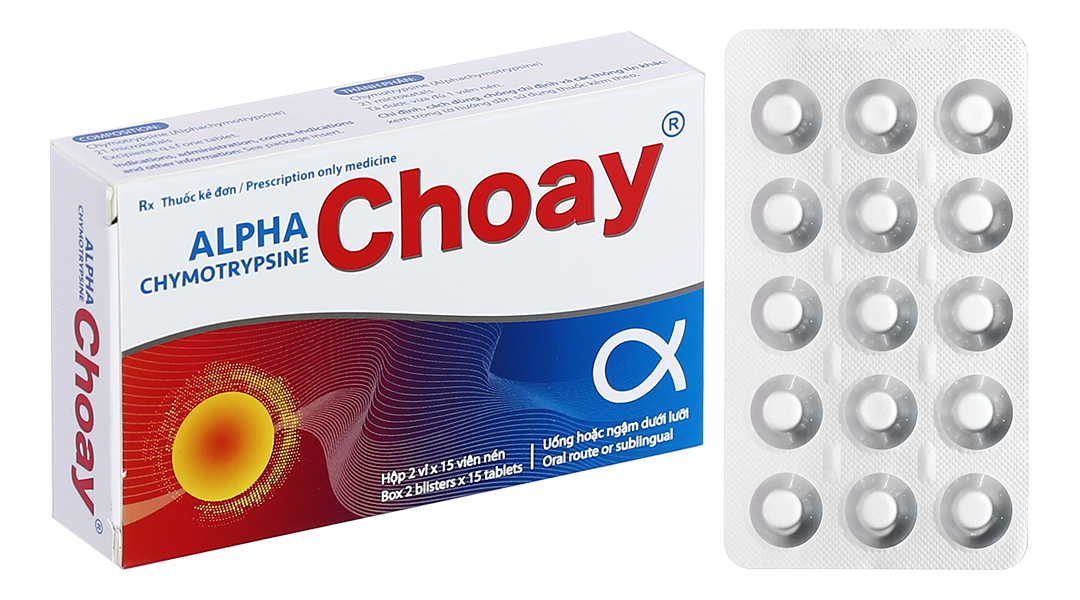 COMPOSITION:
Chymotrypsine (Alphachymotrypsine)
21 microkatals
Excipients q.s.f one tablet.
Indications, administration, contra-indications
and other information: See package insert.
THÀNH PHẦN:
Chymotrypsine (Alphachymotrypsine)
21 microkatals
Tá dược vừa đủ 1 viên nén.
Chỉ định, cách dùng, chống chỉ định và các thông tin khác:
xem trong tờ hướng dẫn sử dụng thuốc kèm theo.
Rx Thuốc kê đơn / Prescription only medicine
ALPHA
CHYMOTRYPSINE
Choay®
α
Hộp 2 vỉ x 15 viên nén
Box 2 blisters x 15 tablets
Uống hoặc ngậm dưới lưỡi
Oral route or sublingual
ALPHA
CHYMOTRYPSINE
Choay®